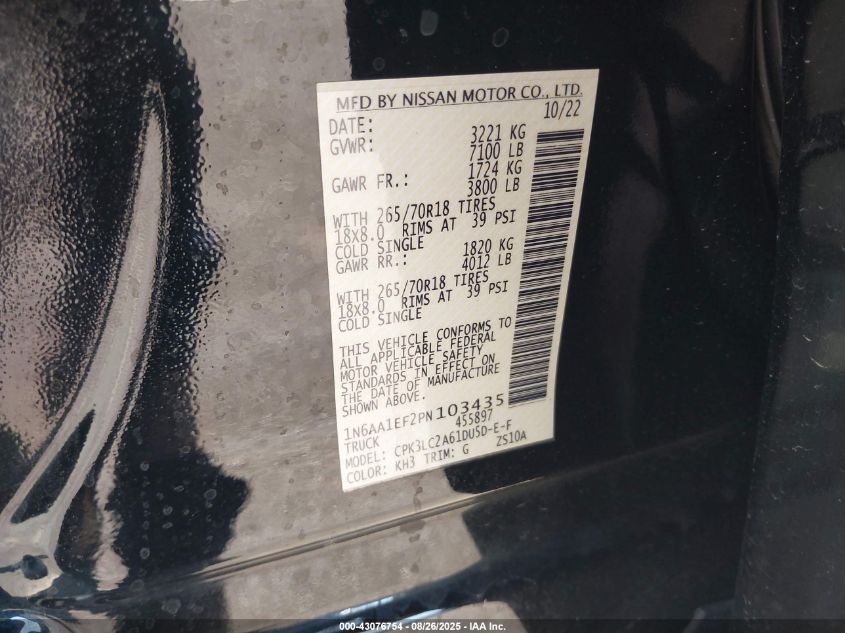 MFD BY NISSAN MOTOR CO., LTD.
DATE: 10/22
GVWR: 3221 KG
7100 LB
GAWR FR.: 1724 KG
3800 LB
WITH 265/70R18 TIRES
18X8.0 RIMS AT 39 PSI
COLD SINGLE
GAWR RR.: 1820 KG
4012 LB
WITH 265/70R18 TIRES
18X8.0 RIMS AT 39 PSI
COLD SINGLE
THIS VEHICLE CONFORMS TO
ALL APPLICABLE FEDERAL
MOTOR VEHICLE SAFETY
STANDARDS IN EFFECT ON
THE DATE OF MANUFACTURE
SHOWN ABOVE.
1N6AA1EF2PN103435
TRUCK 455897
MODEL: CPK3LC2A61DU5D-E-F
COLOR: KH3 TRIM: G ZS10A
000-43076754 - 08/26/2025 - IAA Inc.